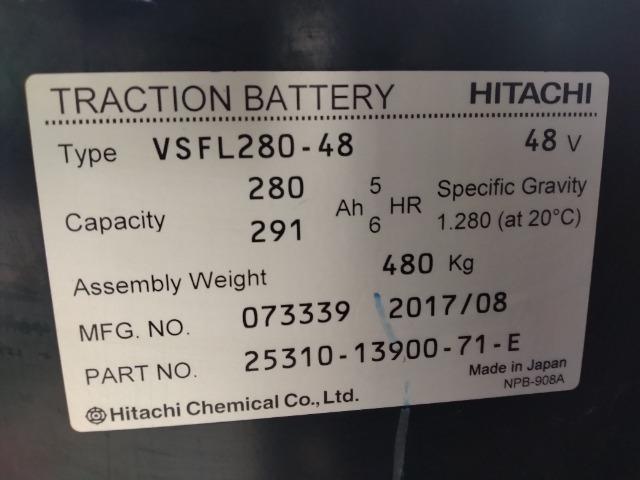 TRACTION BATTERY HITACHI
Type VSFL280-48 48 V
Capacity 280 Ah 5 HR Specific Gravity
291 6 1.280 (at 20°C)
Assembly Weight 480 Kg
MFG. NO. 073339 2017/08
PART NO. 25310-13900-71-E
Made in Japan
Hitachi Chemical Co., Ltd. NPB-908A